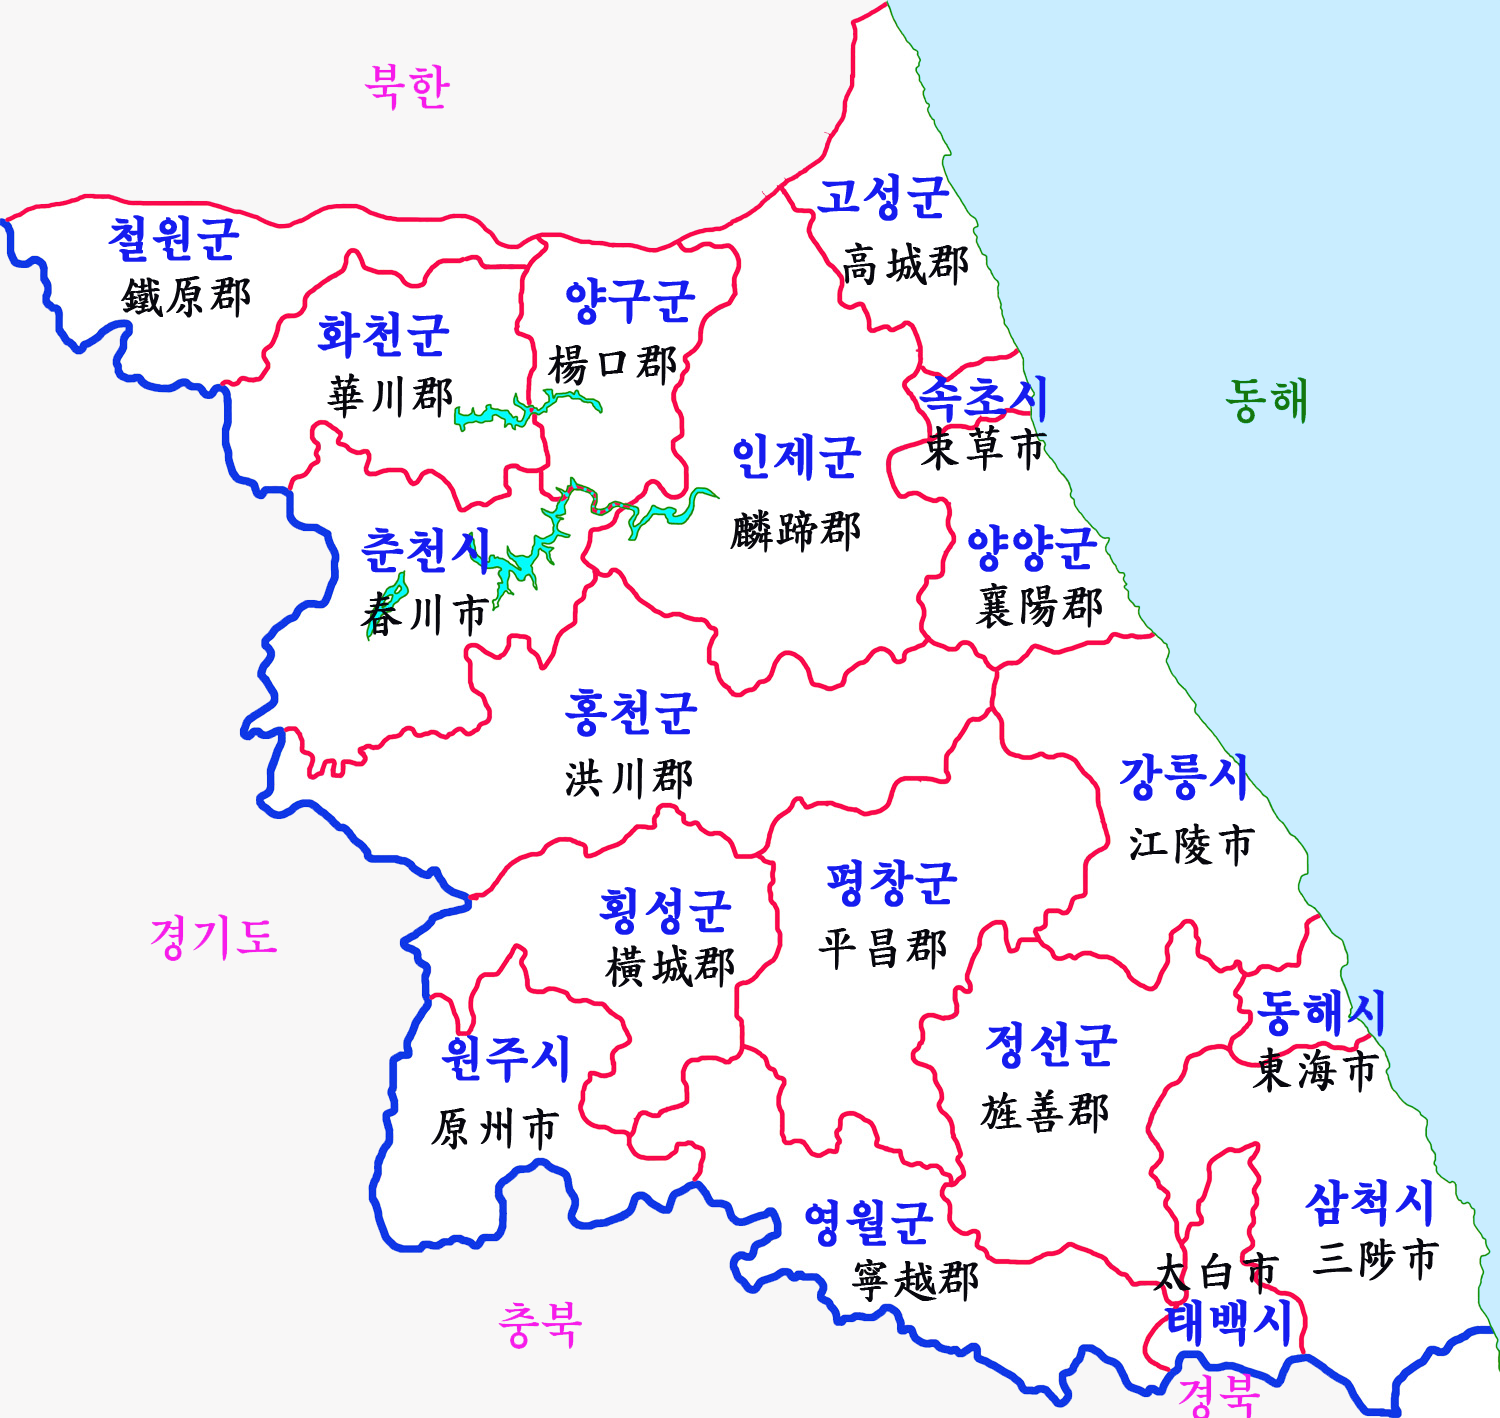 북한
고성군
高城郡
철원군
鐵原郡
양구군
楊口郡
화천군
華川郡
속초시
束草市
동해
인제군
麟蹄郡
춘천시
春川市
양양군
襄陽郡
홍천군
洪川郡
강릉시
江陵市
횡성군
橫城郡
평창군
平昌郡
경기도
원주시
原州市
정선군
旌善郡
동해시
東海市
영월군
寧越郡
삼척시
三陟市
太白市
태백시
충북
경북